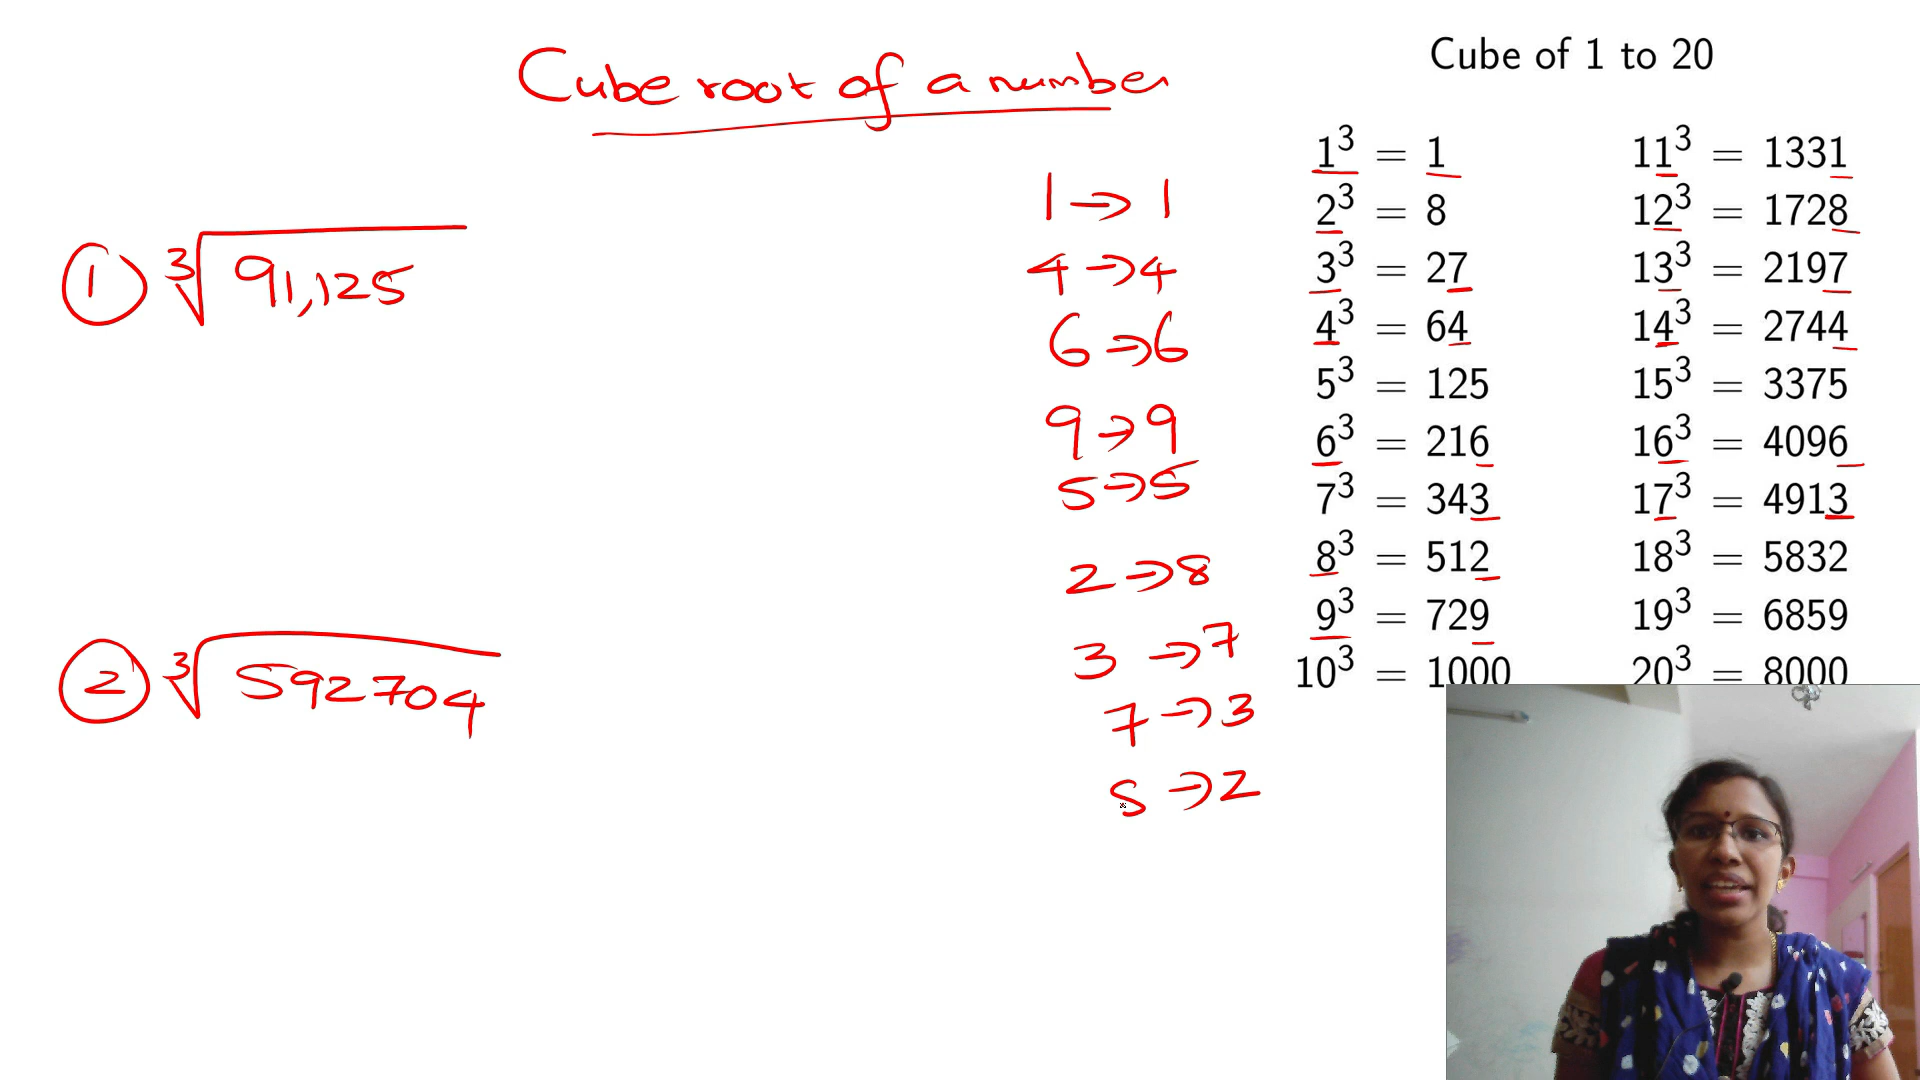 Cube root of a number
① ∛91,125
② ∛592704
1 → 1
4 → 4
6 → 6
9 → 9
5 → 5
2 → 8
3 → 7
7 → 3
8 → 2
Cube of 1 to 20
1³ = 1
2³ = 8
3³ = 27
4³ = 64
5³ = 125
6³ = 216
7³ = 343
8³ = 512
9³ = 729
10³ = 1000
11³ = 1331
12³ = 1728
13³ = 2197
14³ = 2744
15³ = 3375
16³ = 4096
17³ = 4913
18³ = 5832
19³ = 6859
20³ = 8000